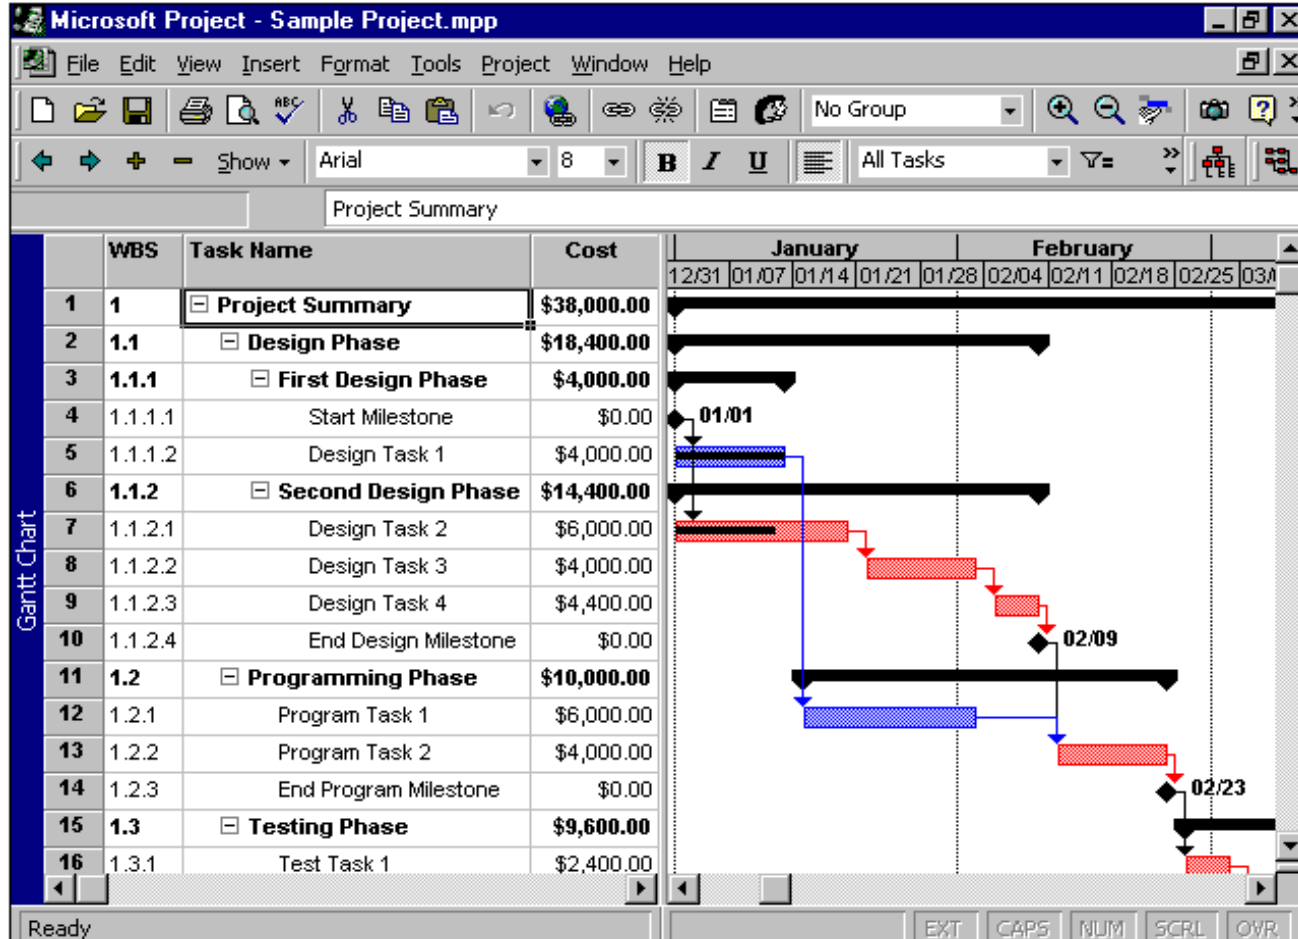 Microsoft Project - Sample Project.mpp
File Edit View Insert Format Tools Project Window Help
ABC No Group
Show Arial 8 B I U All Tasks
Project Summary
WBS Task Name Cost January February
12/31 01/07 01/14 01/21 01/28 02/04 02/11 02/18 02/25
1 1 Project Summary $38,000.00
2 1.1 Design Phase $18,400.00
3 1.1.1 First Design Phase $4,000.00
4 1.1.1.1 Start Milestone $0.00 01/01
5 1.1.1.2 Design Task 1 $4,000.00
6 1.1.2 Second Design Phase $14,400.00
7 1.1.2.1 Design Task 2 $6,000.00
8 1.1.2.2 Design Task 3 $4,000.00
9 1.1.2.3 Design Task 4 $4,400.00
10 1.1.2.4 End Design Milestone $0.00 02/09
11 1.2 Programming Phase $10,000.00
12 1.2.1 Program Task 1 $6,000.00
13 1.2.2 Program Task 2 $4,000.00
14 1.2.3 End Program Milestone $0.00 02/23
15 1.3 Testing Phase $9,600.00
16 1.3.1 Test Task 1 $2,400.00
Gantt Chart
Ready EXT CAPS NUM SCRL OVR